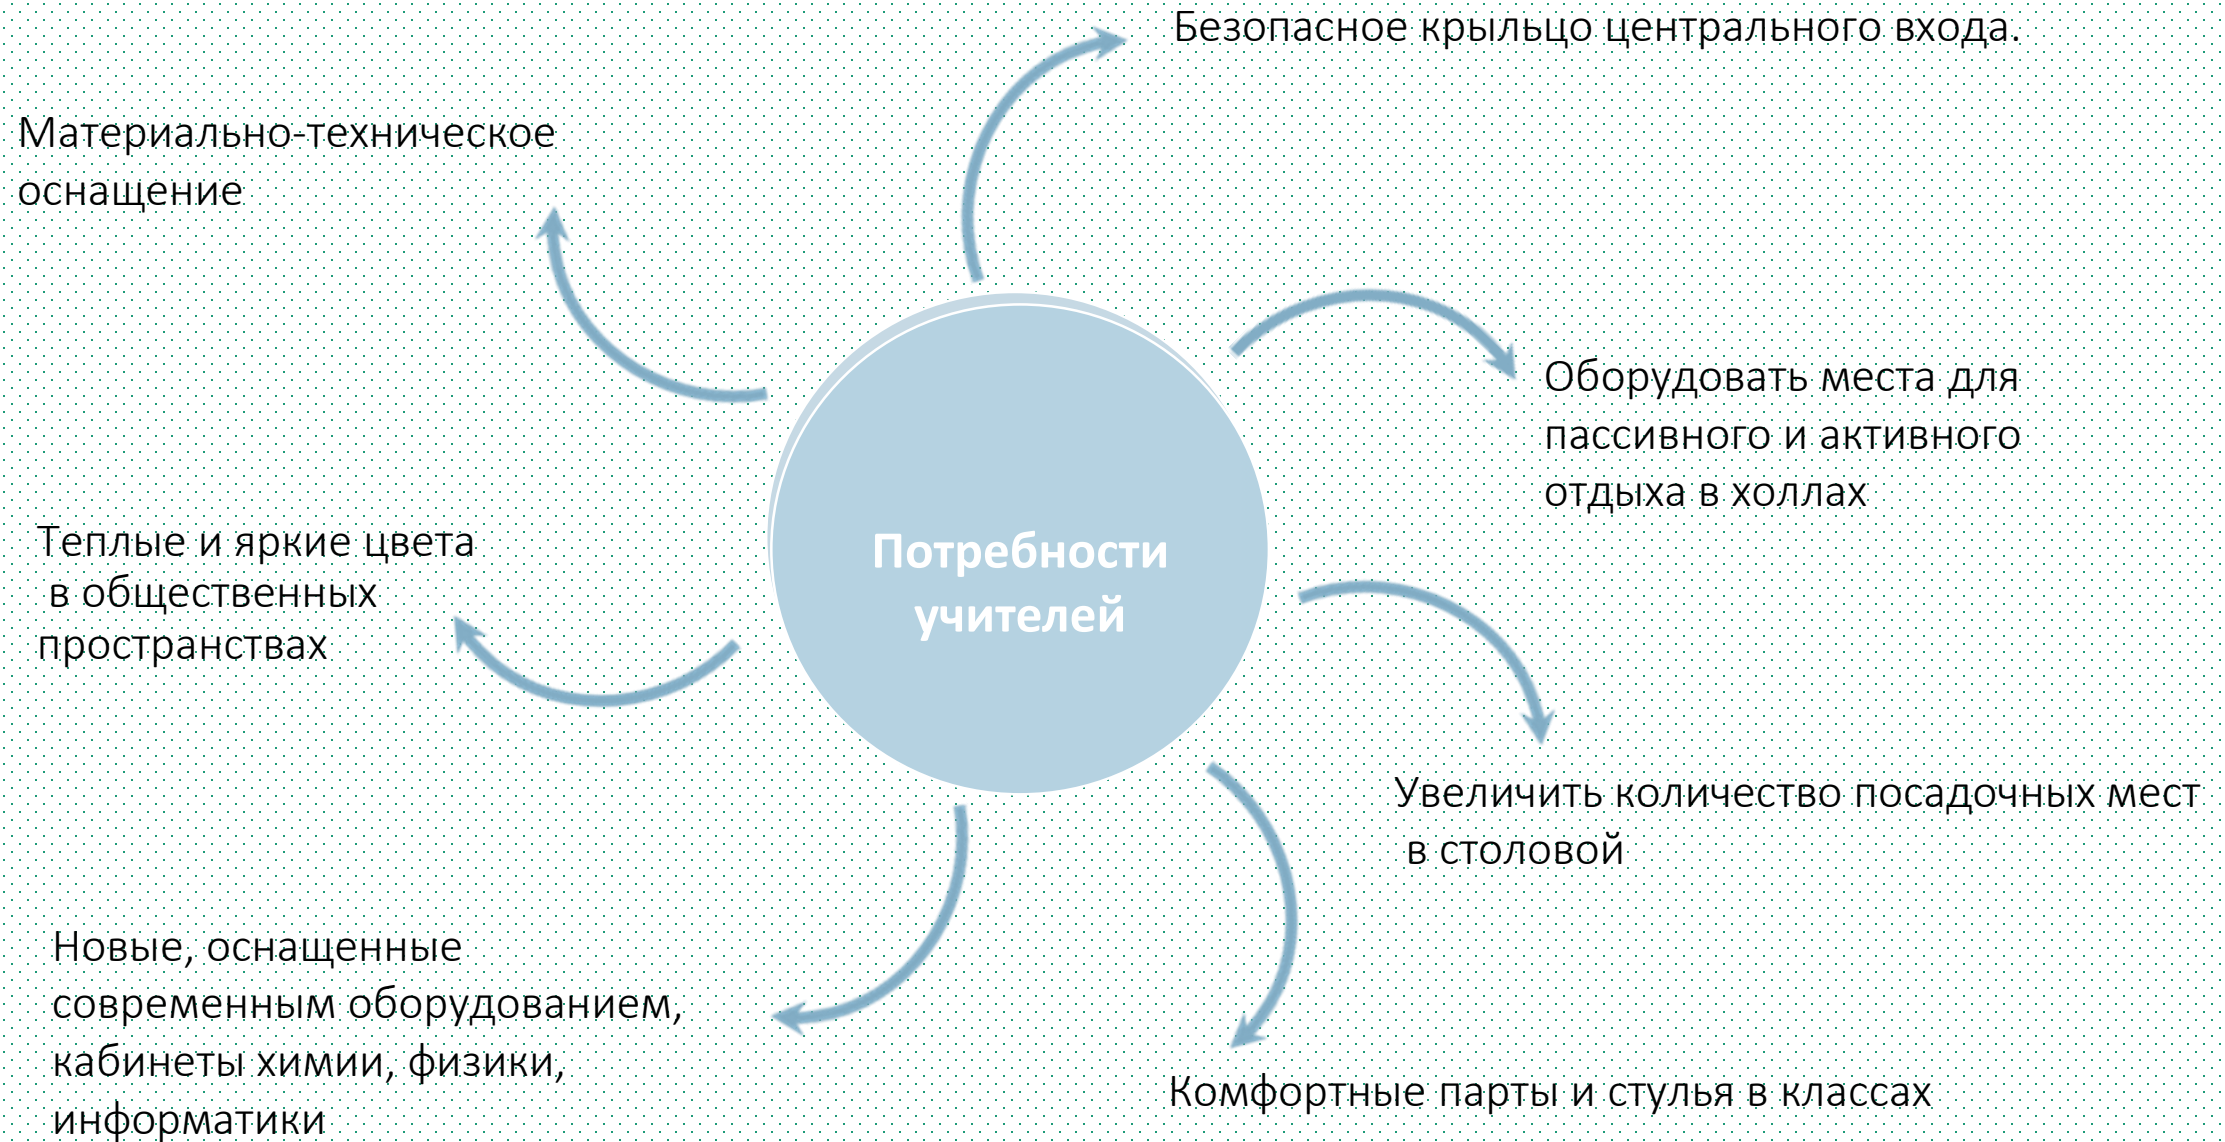 Безопасное крыльцо центрального входа.
Материально-техническое
оснащение
Оборудовать места для
пассивного и активного
отдыха в холлах
Теплые и яркие цвета
в общественных
пространствах
Потребности
учителей
Увеличить количество посадочных мест
в столовой
Новые, оснащенные
современным оборудованием,
кабинеты химии, физики,
информатики
Комфортные парты и стулья в классах